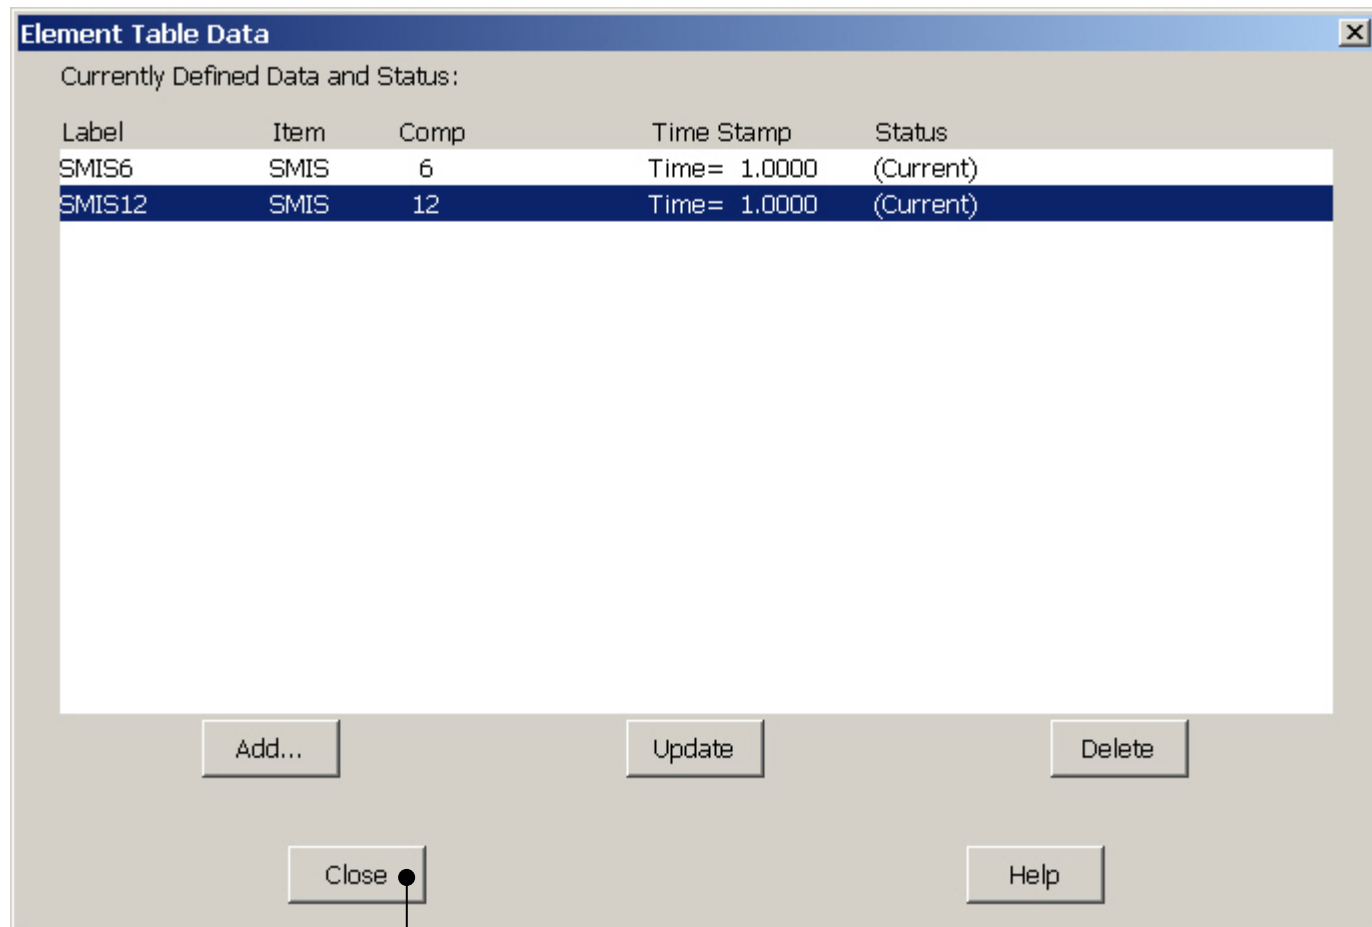 Element Table Data
Currently Defined Data and Status:
Label Item Comp Time Stamp Status
SMIS6 SMIS 6 Time= 1.0000 (Current)
SMIS12 SMIS 12 Time= 1.0000 (Current)
Add... Update Delete
Close Help